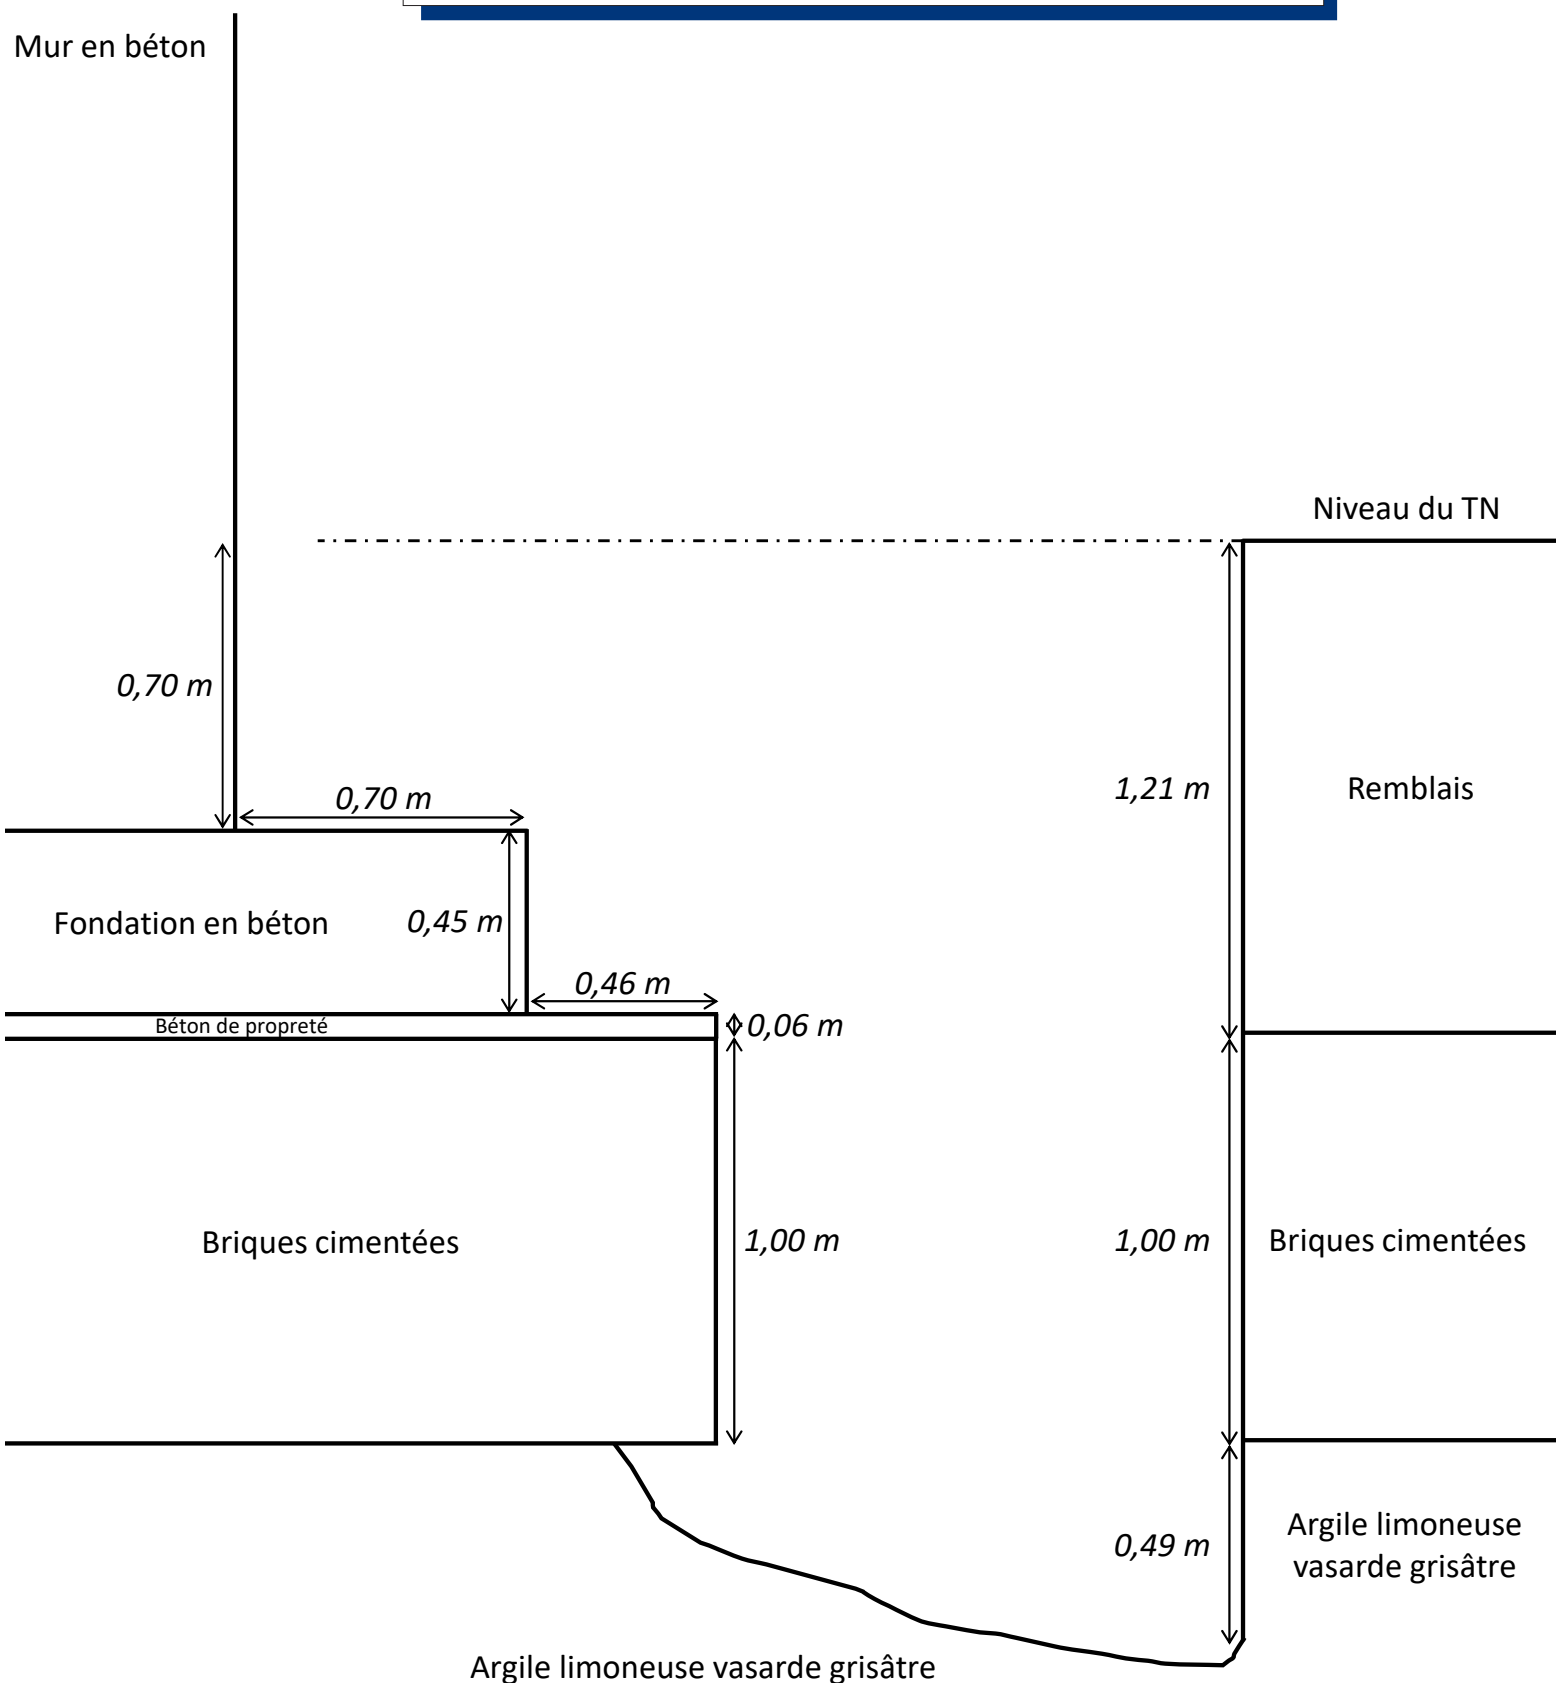 Mur en béton
Niveau du TN
0,70 m
0,70 m
1,21 m
Remblais
Fondation en béton
0,45 m
0,46 m
Béton de propreté
0,06 m
Briques cimentées
1,00 m
1,00 m
Briques cimentées
0,49 m
Argile limoneuse
vasarde grisâtre
Argile limoneuse vasarde grisâtre